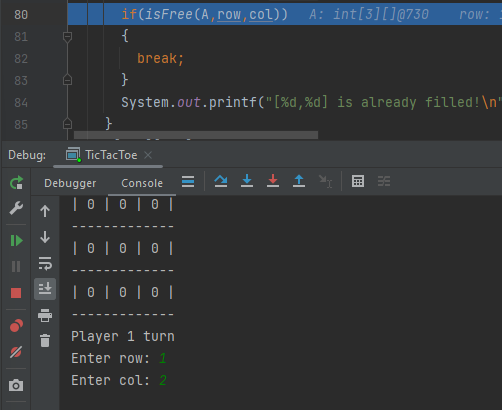 80 if(isFree(A,row,col)) A: int[3][]@730 row:
81 {
82 break;
83 }
84 System.out.printf("[%d,%d] is already filled!\n"
85 }
Debug: TicTacToe
Debugger Console
| 0 | 0 | 0 |
-------------
| 0 | 0 | 0 |
-------------
| 0 | 0 | 0 |
-------------
Player 1 turn
Enter row: 1
Enter col: 2